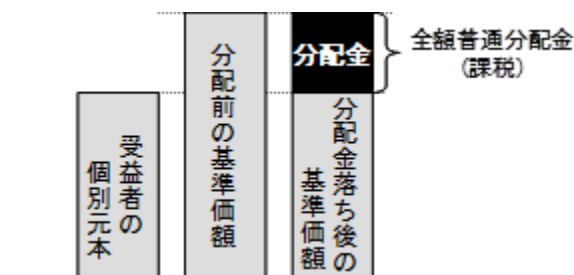 受益者の
個別元本
分配前の基準価額
分配金
分配金落ち後の
基準価額
全額普通分配金
(課税)